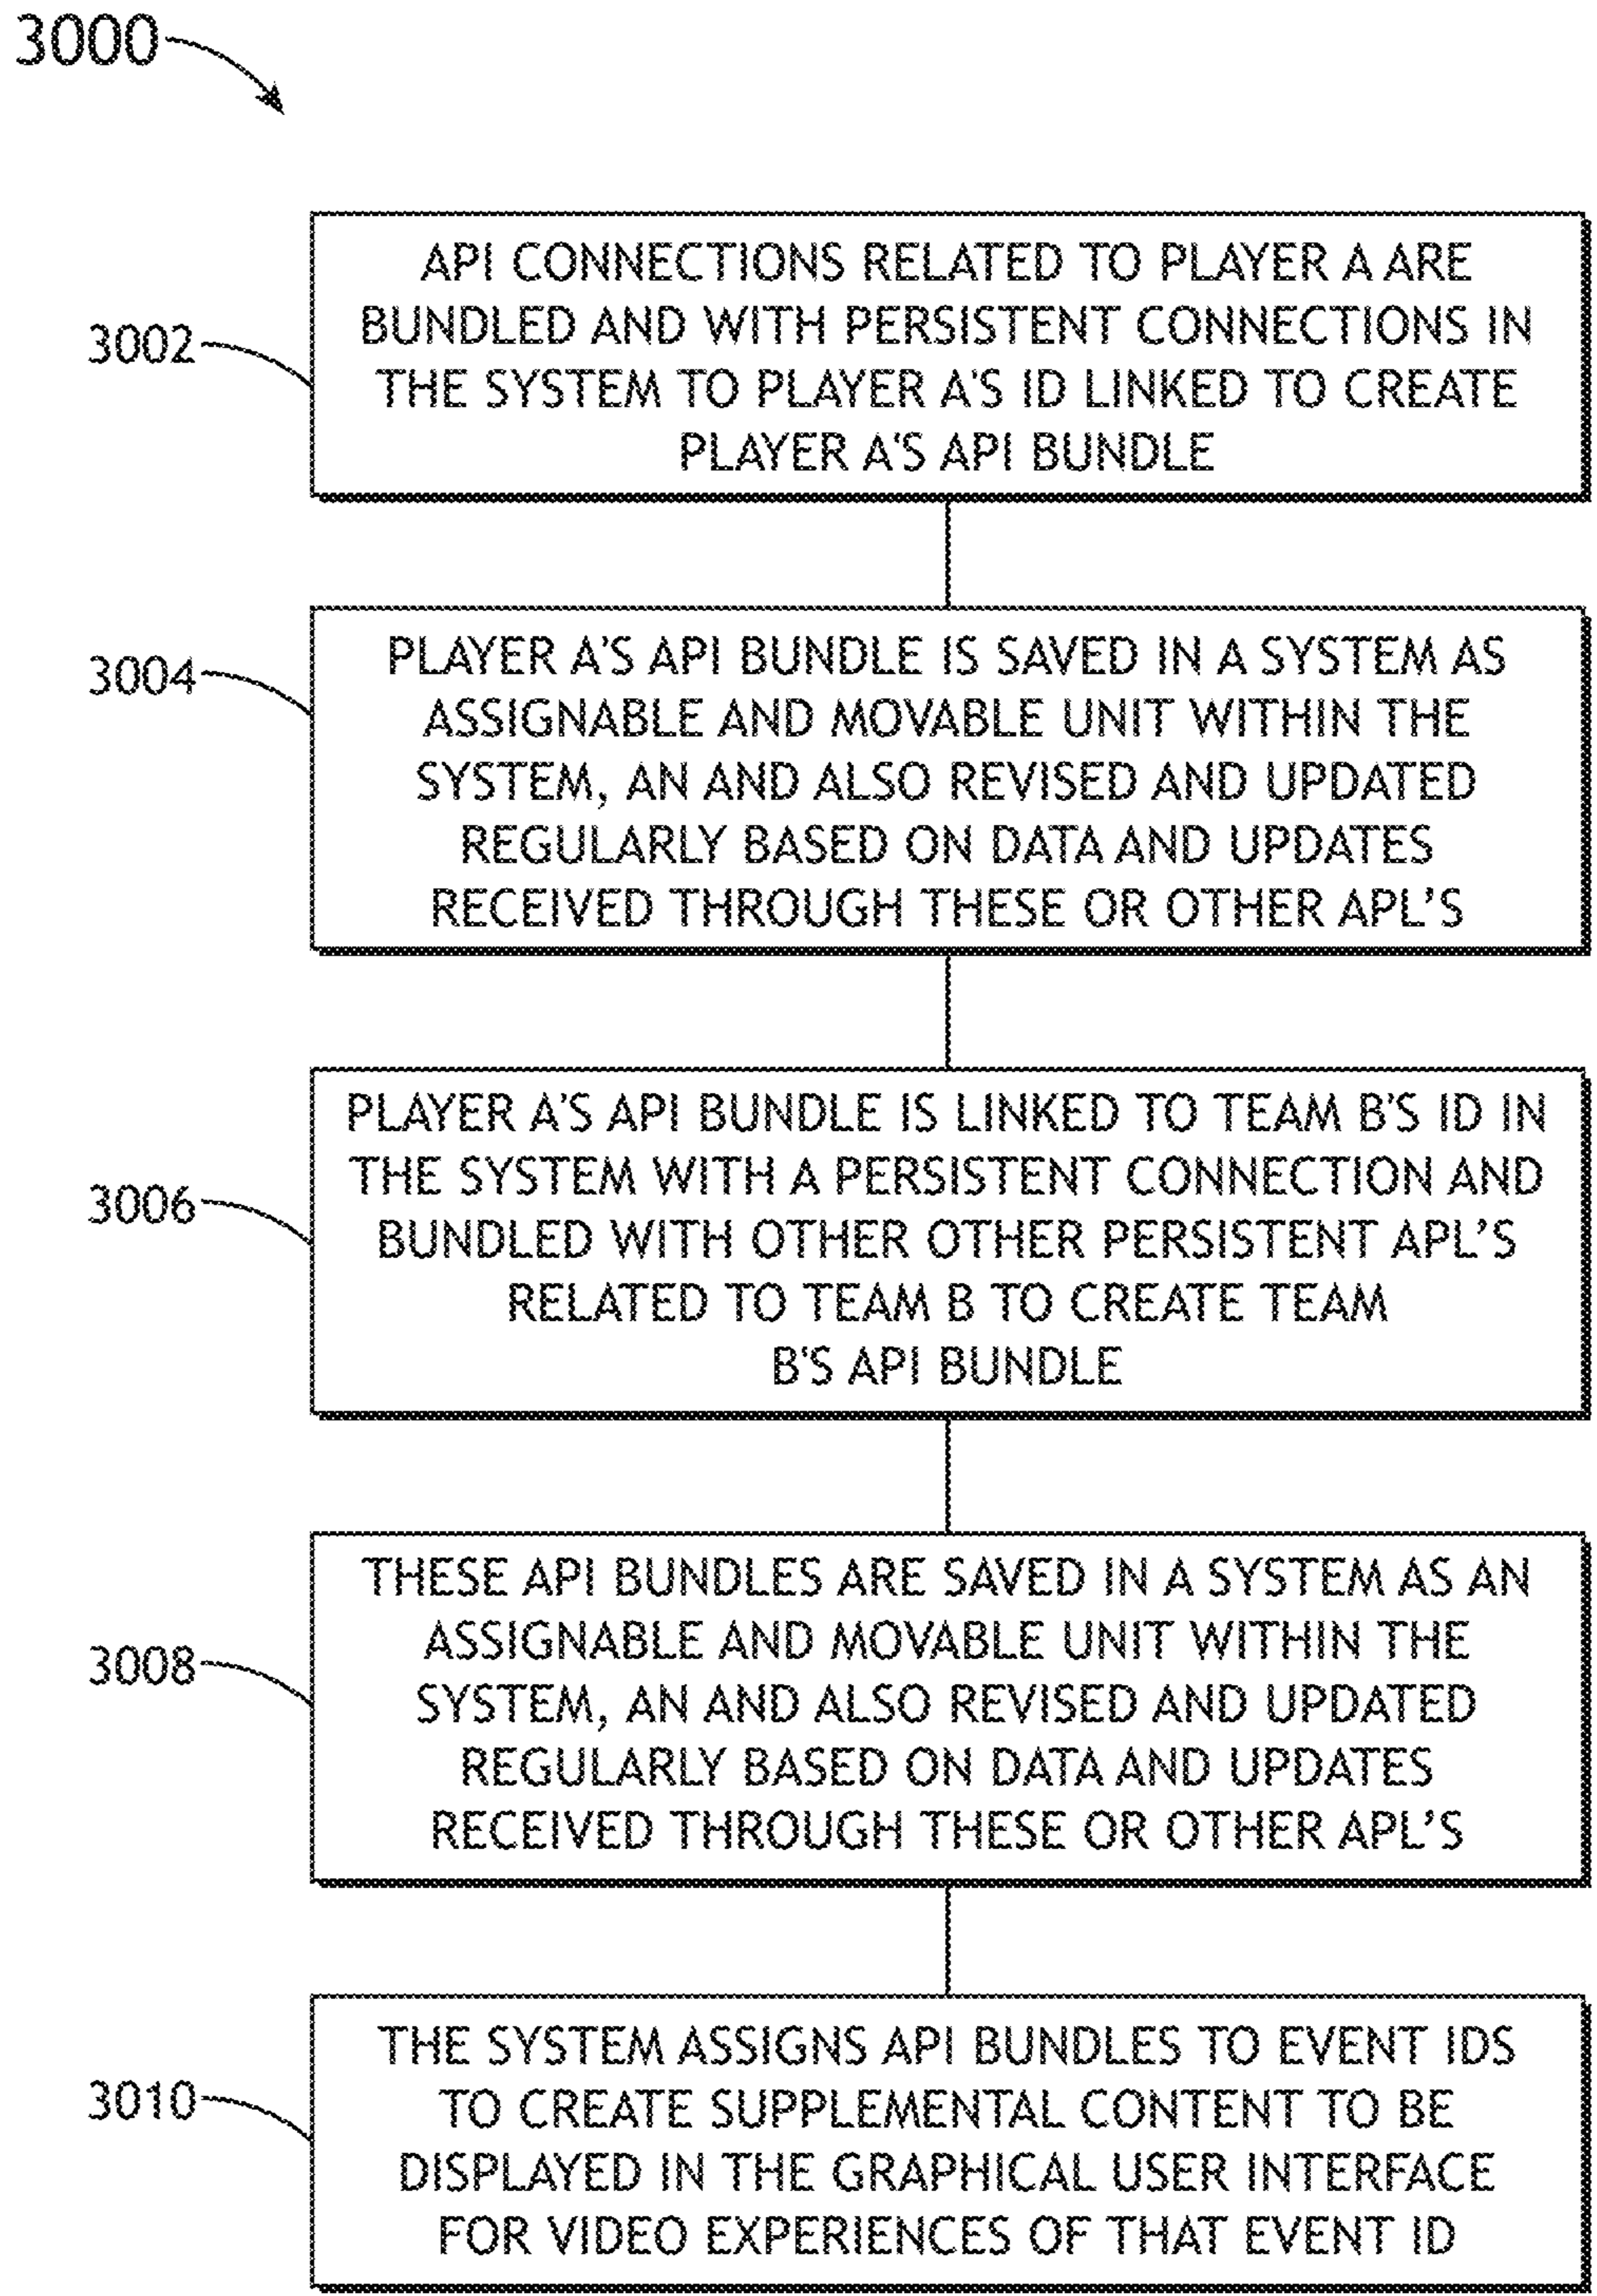 3000
3002
API CONNECTIONS RELATED TO PLAYER A ARE
BUNDLED AND WITH PERSISTENT CONNECTIONS IN
THE SYSTEM TO PLAYER A'S ID LINKED TO CREATE
PLAYER A'S API BUNDLE
3004
PLAYER A'S API BUNDLE IS SAVED IN A SYSTEM AS
ASSIGNABLE AND MOVABLE UNIT WITHIN THE
SYSTEM, AN AND ALSO REVISED AND UPDATED
REGULARLY BASED ON DATA AND UPDATES
RECEIVED THROUGH THESE OR OTHER APL'S
3006
PLAYER A'S API BUNDLE IS LINKED TO TEAM B'S ID IN
THE SYSTEM WITH A PERSISTENT CONNECTION AND
BUNDLED WITH OTHER OTHER PERSISTENT APL'S
RELATED TO TEAM B TO CREATE TEAM
B'S API BUNDLE
3008
THESE API BUNDLES ARE SAVED IN A SYSTEM AS AN
ASSIGNABLE AND MOVABLE UNIT WITHIN THE
SYSTEM, AN AND ALSO REVISED AND UPDATED
REGULARLY BASED ON DATA AND UPDATES
RECEIVED THROUGH THESE OR OTHER APL'S
3010
THE SYSTEM ASSIGNS API BUNDLES TO EVENT IDS
TO CREATE SUPPLEMENTAL CONTENT TO BE
DISPLAYED IN THE GRAPHICAL USER INTERFACE
FOR VIDEO EXPERIENCES OF THAT EVENT ID